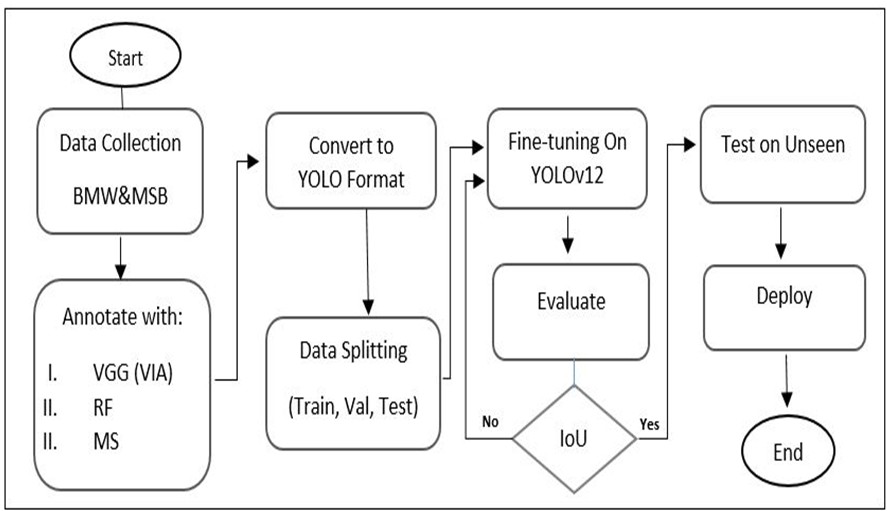 Start
Data Collection
BMW&MSB
Annotate with:
I. VGG (VIA)
II. RF
II. MS
Convert to
YOLO Format
Data Splitting
(Train, Val, Test)
Fine-tuning On
YOLOv12
Evaluate
IoU
No
Yes
Test on Unseen
Deploy
End